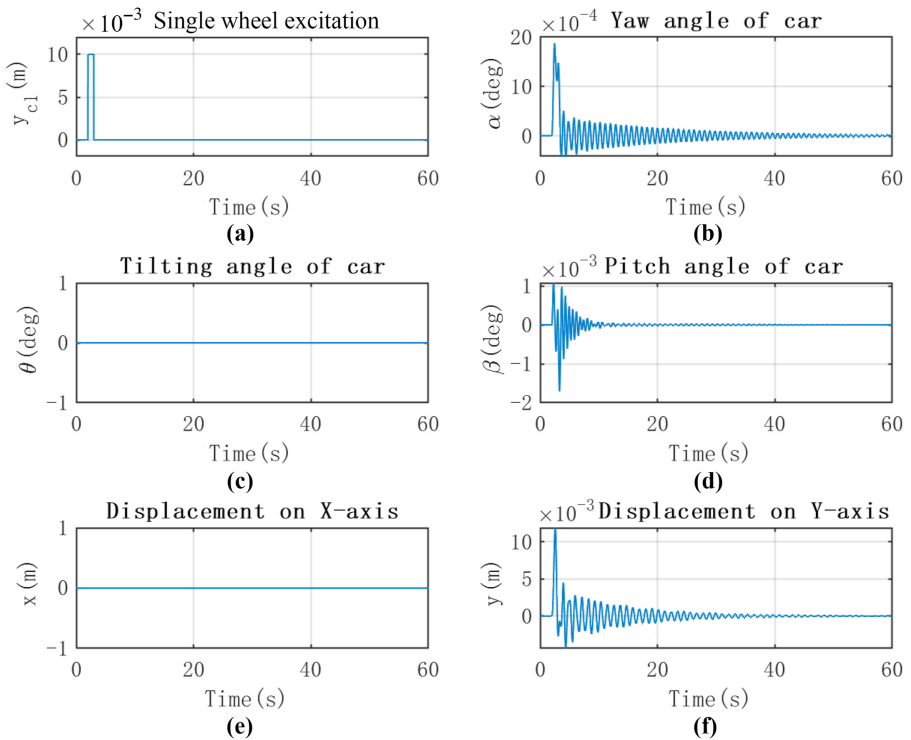 ×10⁻³ Single wheel excitation
10
5
0
y_c1 (m)
0 20 40 60
Time(s)
(a)
Yaw angle of car
×10⁻⁴
20
10
0
α(deg)
0 20 40 60
Time(s)
(b)
Tilting angle of car
1
0
-1
θ(deg)
0 20 40 60
Time(s)
(c)
×10⁻³ Pitch angle of car
1
0
-1
-2
β(deg)
0 20 40 60
Time(s)
(d)
Displacement on X-axis
1
0
-1
x(m)
0 20 40 60
Time(s)
(e)
×10⁻³ Displacement on Y-axis
10
5
0
y(m)
0 20 40 60
Time(s)
(f)